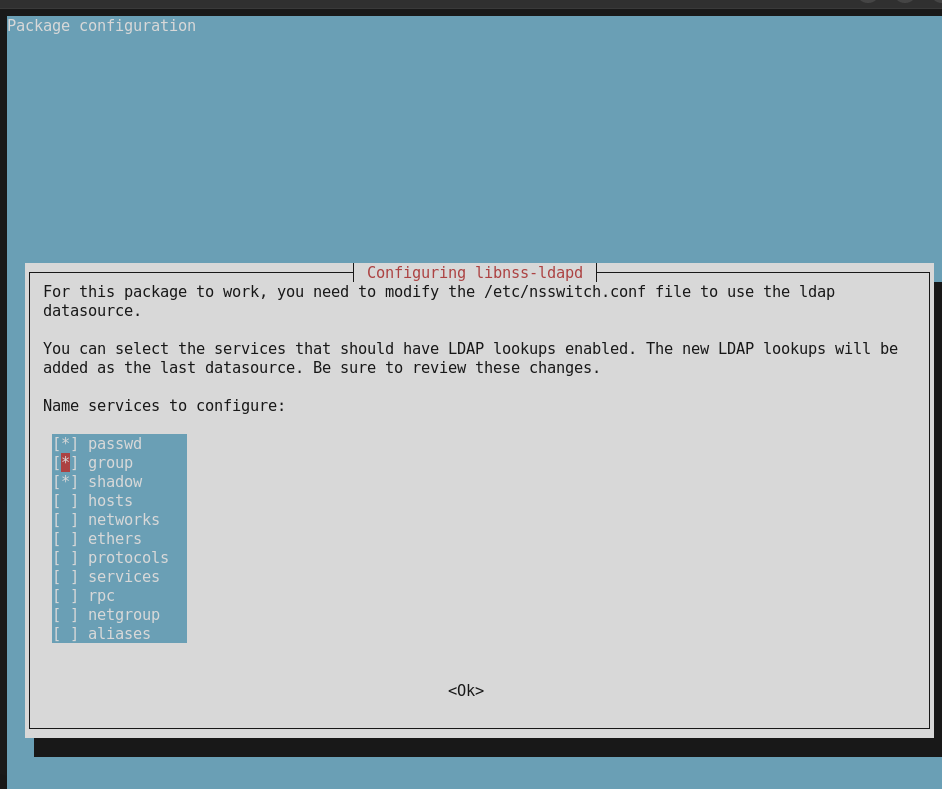 Package configuration
Configuring libnss-ldapd
For this package to work, you need to modify the /etc/nsswitch.conf file to use the ldap
datasource.
You can select the services that should have LDAP lookups enabled. The new LDAP lookups will be
added as the last datasource. Be sure to review these changes.
Name services to configure:
[*] passwd
[*] group
[*] shadow
[ ] hosts
[ ] networks
[ ] ethers
[ ] protocols
[ ] services
[ ] rpc
[ ] netgroup
[ ] aliases
<Ok>